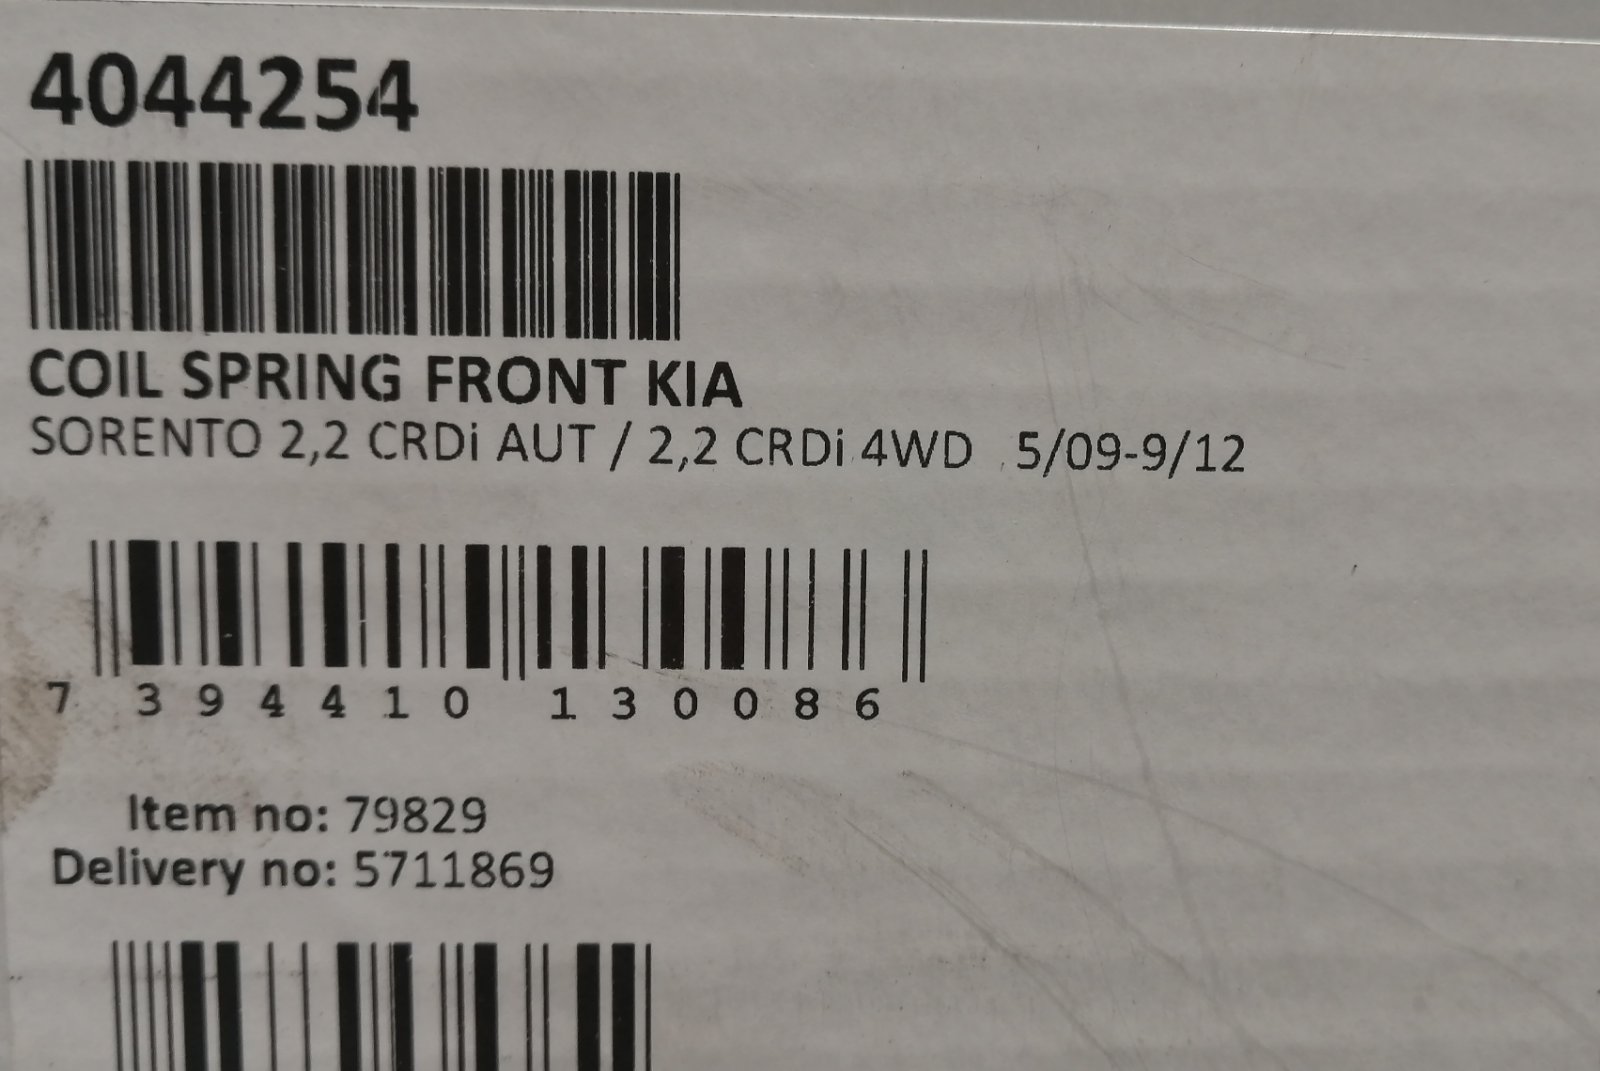 4044254
COIL SPRING FRONT KIA
SORENTO 2,2 CRDi AUT / 2,2 CRDi 4WD 5/09-9/12
7 394410 130086
Item no: 79829
Delivery no: 5711869